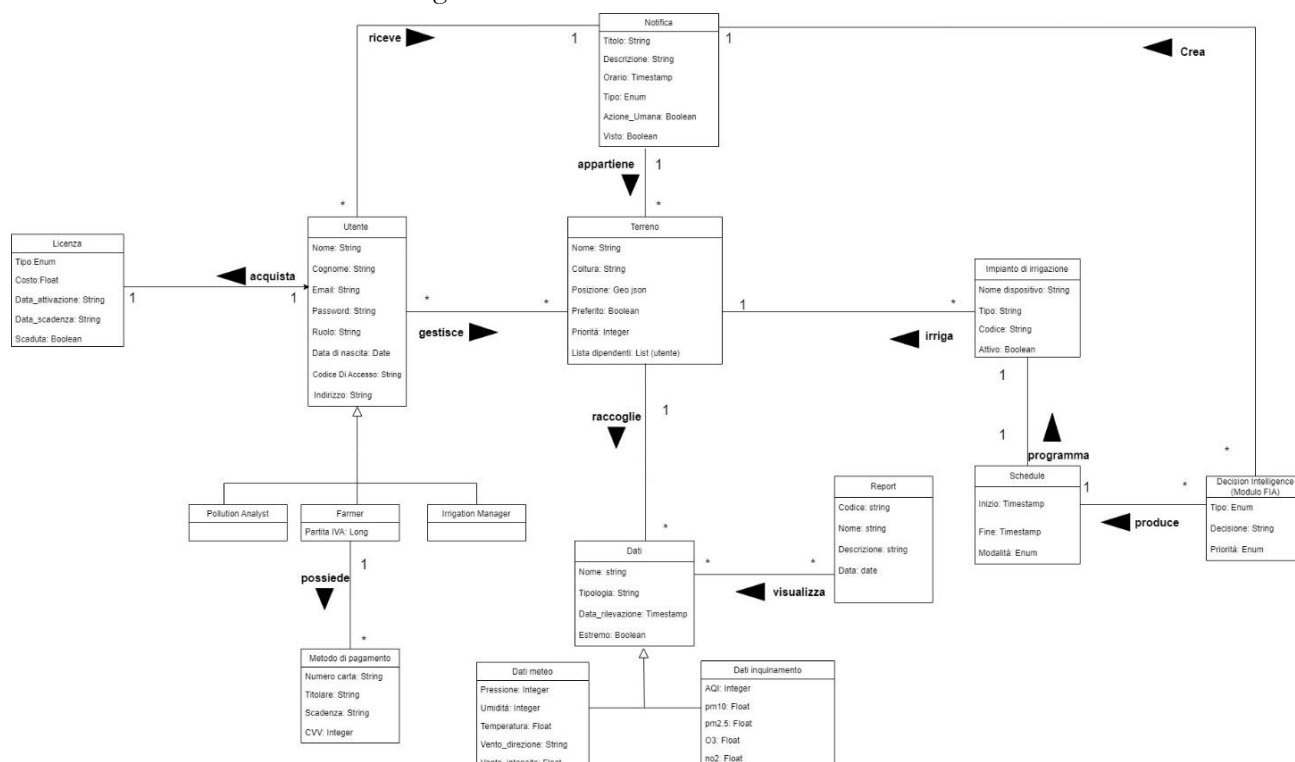 g
Notifica
Titolo: String
Descrizione: String
Orario: Timestamp
Tipo: Enum
Azione_Umana: Boolean
Visto: Boolean
riceve
1
1
Crea
appartiene
1
*
*
Licenza
Tipo:Enum
Costo:Float
Data_attivazione: String
Data_scadenza: String
Scaduta: Boolean
acquista
1
1
Utente
Nome: String
Cognome: String
Email: String
Password: String
Ruolo: String
Data di nascita: Date
Codice Di Accesso: String
Indirizzo: String
*
*
gestisce
Terreno
Nome: String
Coltura: String
Posizione: Geo json
Preferito: Boolean
Priorità: Integer
Lista dipendenti: List (utente)
1
*
irriga
Impianto di irrigazione
Nome dispositivo: String
Tipo: String
Codice: String
Attivo: Boolean
1
1
programma
raccoglie
1
*
Schedule
Inizio: Timestamp
Fine: Timestamp
Modalità: Enum
1
*
produce
*
Decision Intelligence
(Modulo FIA)
Tipo: Enum
Decisione: String
Priorità: Enum
Report
Codice: string
Nome: string
Descrizione: string
Data: date
Pollution Analyst
Farmer
Partita IVA: Long
Irrigation Manager
1
possiede
*
Dati
Nome: string
Tipologia: String
Data_rilevazione: Timestamp
Estremo: Boolean
*
*
visualizza
Metodo di pagamento
Numero carta: String
Titolare: String
Scadenza: String
CVV: Integer
Dati meteo
Pressione: Integer
Umidità: Integer
Temperatura: Float
Vento_direzione: String
Vento_intensita: Float
Dati inquinamento
AQI: Integer
pm10: Float
pm2.5: Float
O3: Float
no2: Float